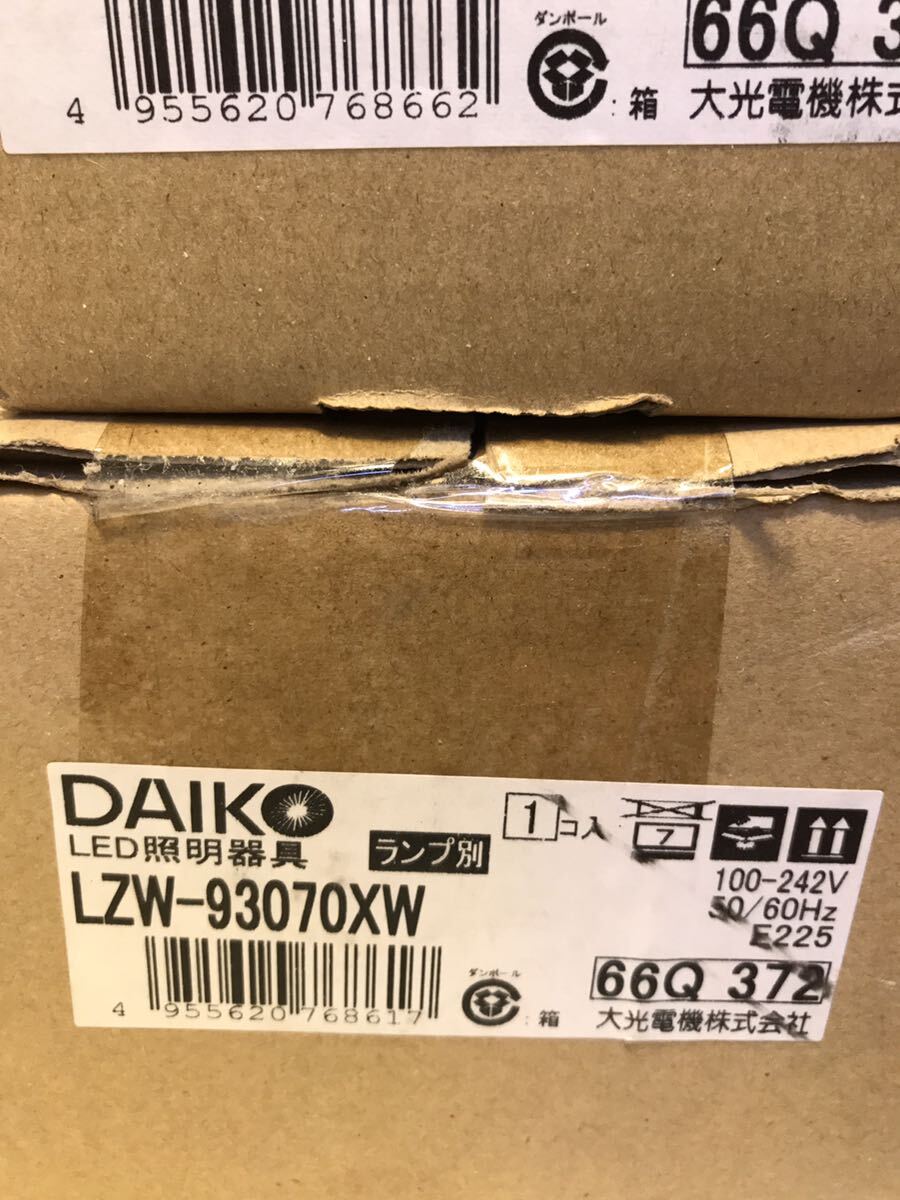 ダンボール
66Q 3
4 955620 768662
: 箱
大光電機株式
DAIKO
LED照明器具
ランプ別
1 コ入
7
LZW-93070XW
100-242V
50/60Hz
E225
ダンボール
66Q 372
4 955620 768617
: 箱
大光電機株式会社